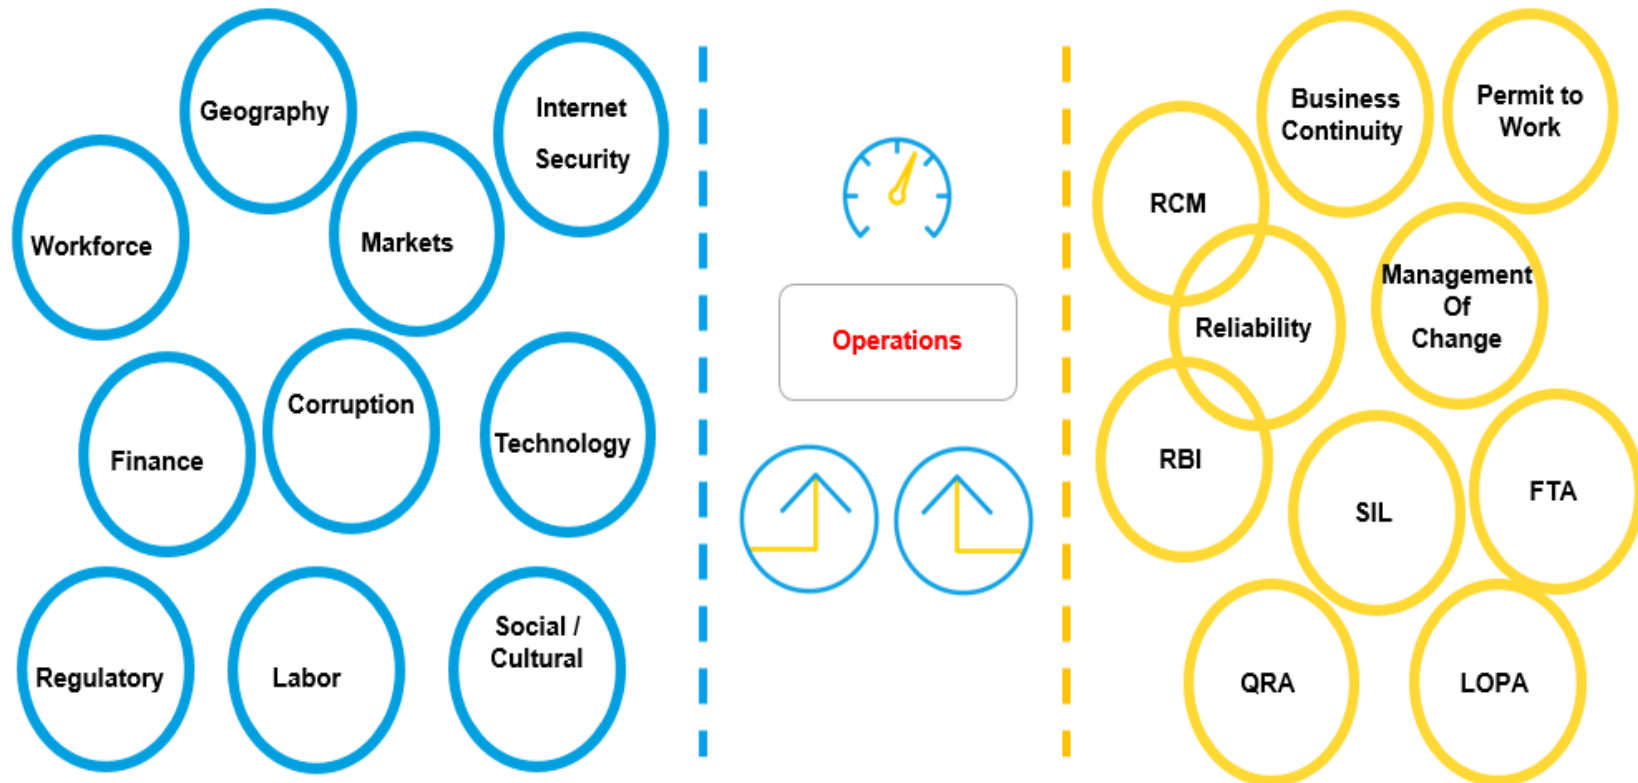 Geography
Internet
Security
Workforce
Markets
Finance
Corruption
Technology
Regulatory
Labor
Social /
Cultural
Operations
Business
Continuity
Permit to
Work
RCM
Reliability
Management
Of
Change
RBI
SIL
FTA
QRA
LOPA